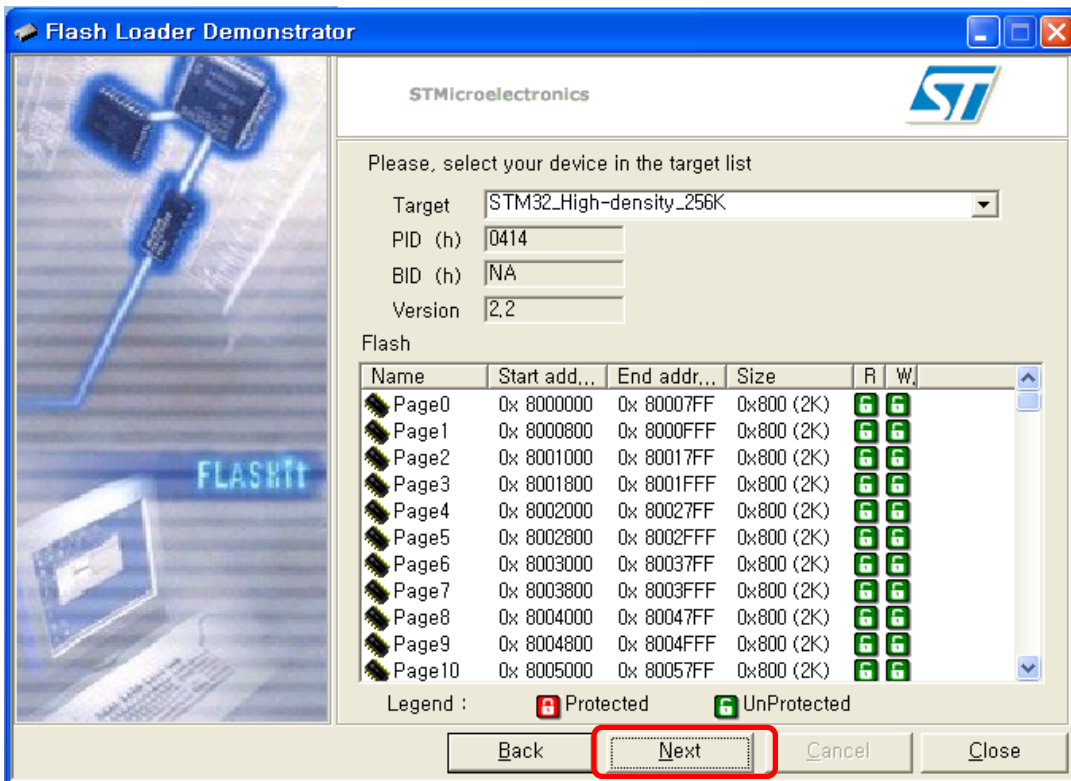 Flash Loader Demonstrator
STMicroelectronics
ST
FLASHit
Please, select your device in the target list
Target STM32_High-density_256K
PID (h) 0414
BID (h) NA
Version 2,2
Flash
Name Start add,,, End addr,,, Size R W,
Page0 0x 8000000 0x 80007FF 0x800 (2K)
Page1 0x 8000800 0x 8000FFF 0x800 (2K)
Page2 0x 8001000 0x 80017FF 0x800 (2K)
Page3 0x 8001800 0x 8001FFF 0x800 (2K)
Page4 0x 8002000 0x 80027FF 0x800 (2K)
Page5 0x 8002800 0x 8002FFF 0x800 (2K)
Page6 0x 8003000 0x 80037FF 0x800 (2K)
Page7 0x 8003800 0x 8003FFF 0x800 (2K)
Page8 0x 8004000 0x 80047FF 0x800 (2K)
Page9 0x 8004800 0x 8004FFF 0x800 (2K)
Page10 0x 8005000 0x 80057FF 0x800 (2K)
Legend : Protected UnProtected
Back Next Cancel Close